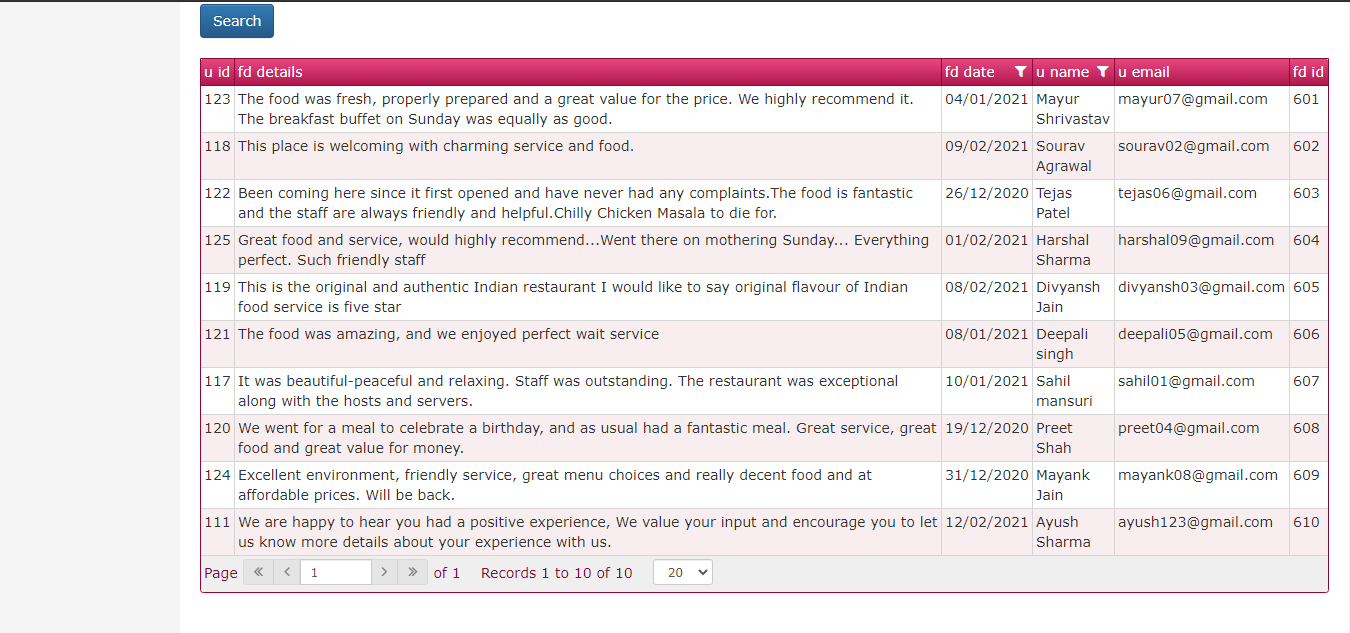 Search
u id fd details fd date u name u email fd id
123 The food was fresh, properly prepared and a great value for the price. We highly recommend it. 04/01/2021 Mayur mayur07@gmail.com 601
The breakfast buffet on Sunday was equally as good. Shrivastav
118 This place is welcoming with charming service and food. 09/02/2021 Sourav sourav02@gmail.com 602
Agrawal
122 Been coming here since it first opened and have never had any complaints.The food is fantastic 26/12/2020 Tejas tejas06@gmail.com 603
and the staff are always friendly and helpful.Chilly Chicken Masala to die for. Patel
125 Great food and service, would highly recommend...Went there on mothering Sunday... Everything 01/02/2021 Harshal harshal09@gmail.com 604
perfect. Such friendly staff Sharma
119 This is the original and authentic Indian restaurant I would like to say original flavour of Indian 08/02/2021 Divyansh divyansh03@gmail.com 605
food service is five star Jain
121 The food was amazing, and we enjoyed perfect wait service 08/01/2021 Deepali deepali05@gmail.com 606
singh
117 It was beautiful-peaceful and relaxing. Staff was outstanding. The restaurant was exceptional 10/01/2021 Sahil sahil01@gmail.com 607
along with the hosts and servers. mansuri
120 We went for a meal to celebrate a birthday, and as usual had a fantastic meal. Great service, great 19/12/2020 Preet preet04@gmail.com 608
food and great value for money. Shah
124 Excellent environment, friendly service, great menu choices and really decent food and at 31/12/2020 Mayank mayank08@gmail.com 609
affordable prices. Will be back. Jain
111 We are happy to hear you had a positive experience, We value your input and encourage you to let 12/02/2021 Ayush ayush123@gmail.com 610
us know more details about your experience with us. Sharma
Page 1 of 1 Records 1 to 10 of 10 20